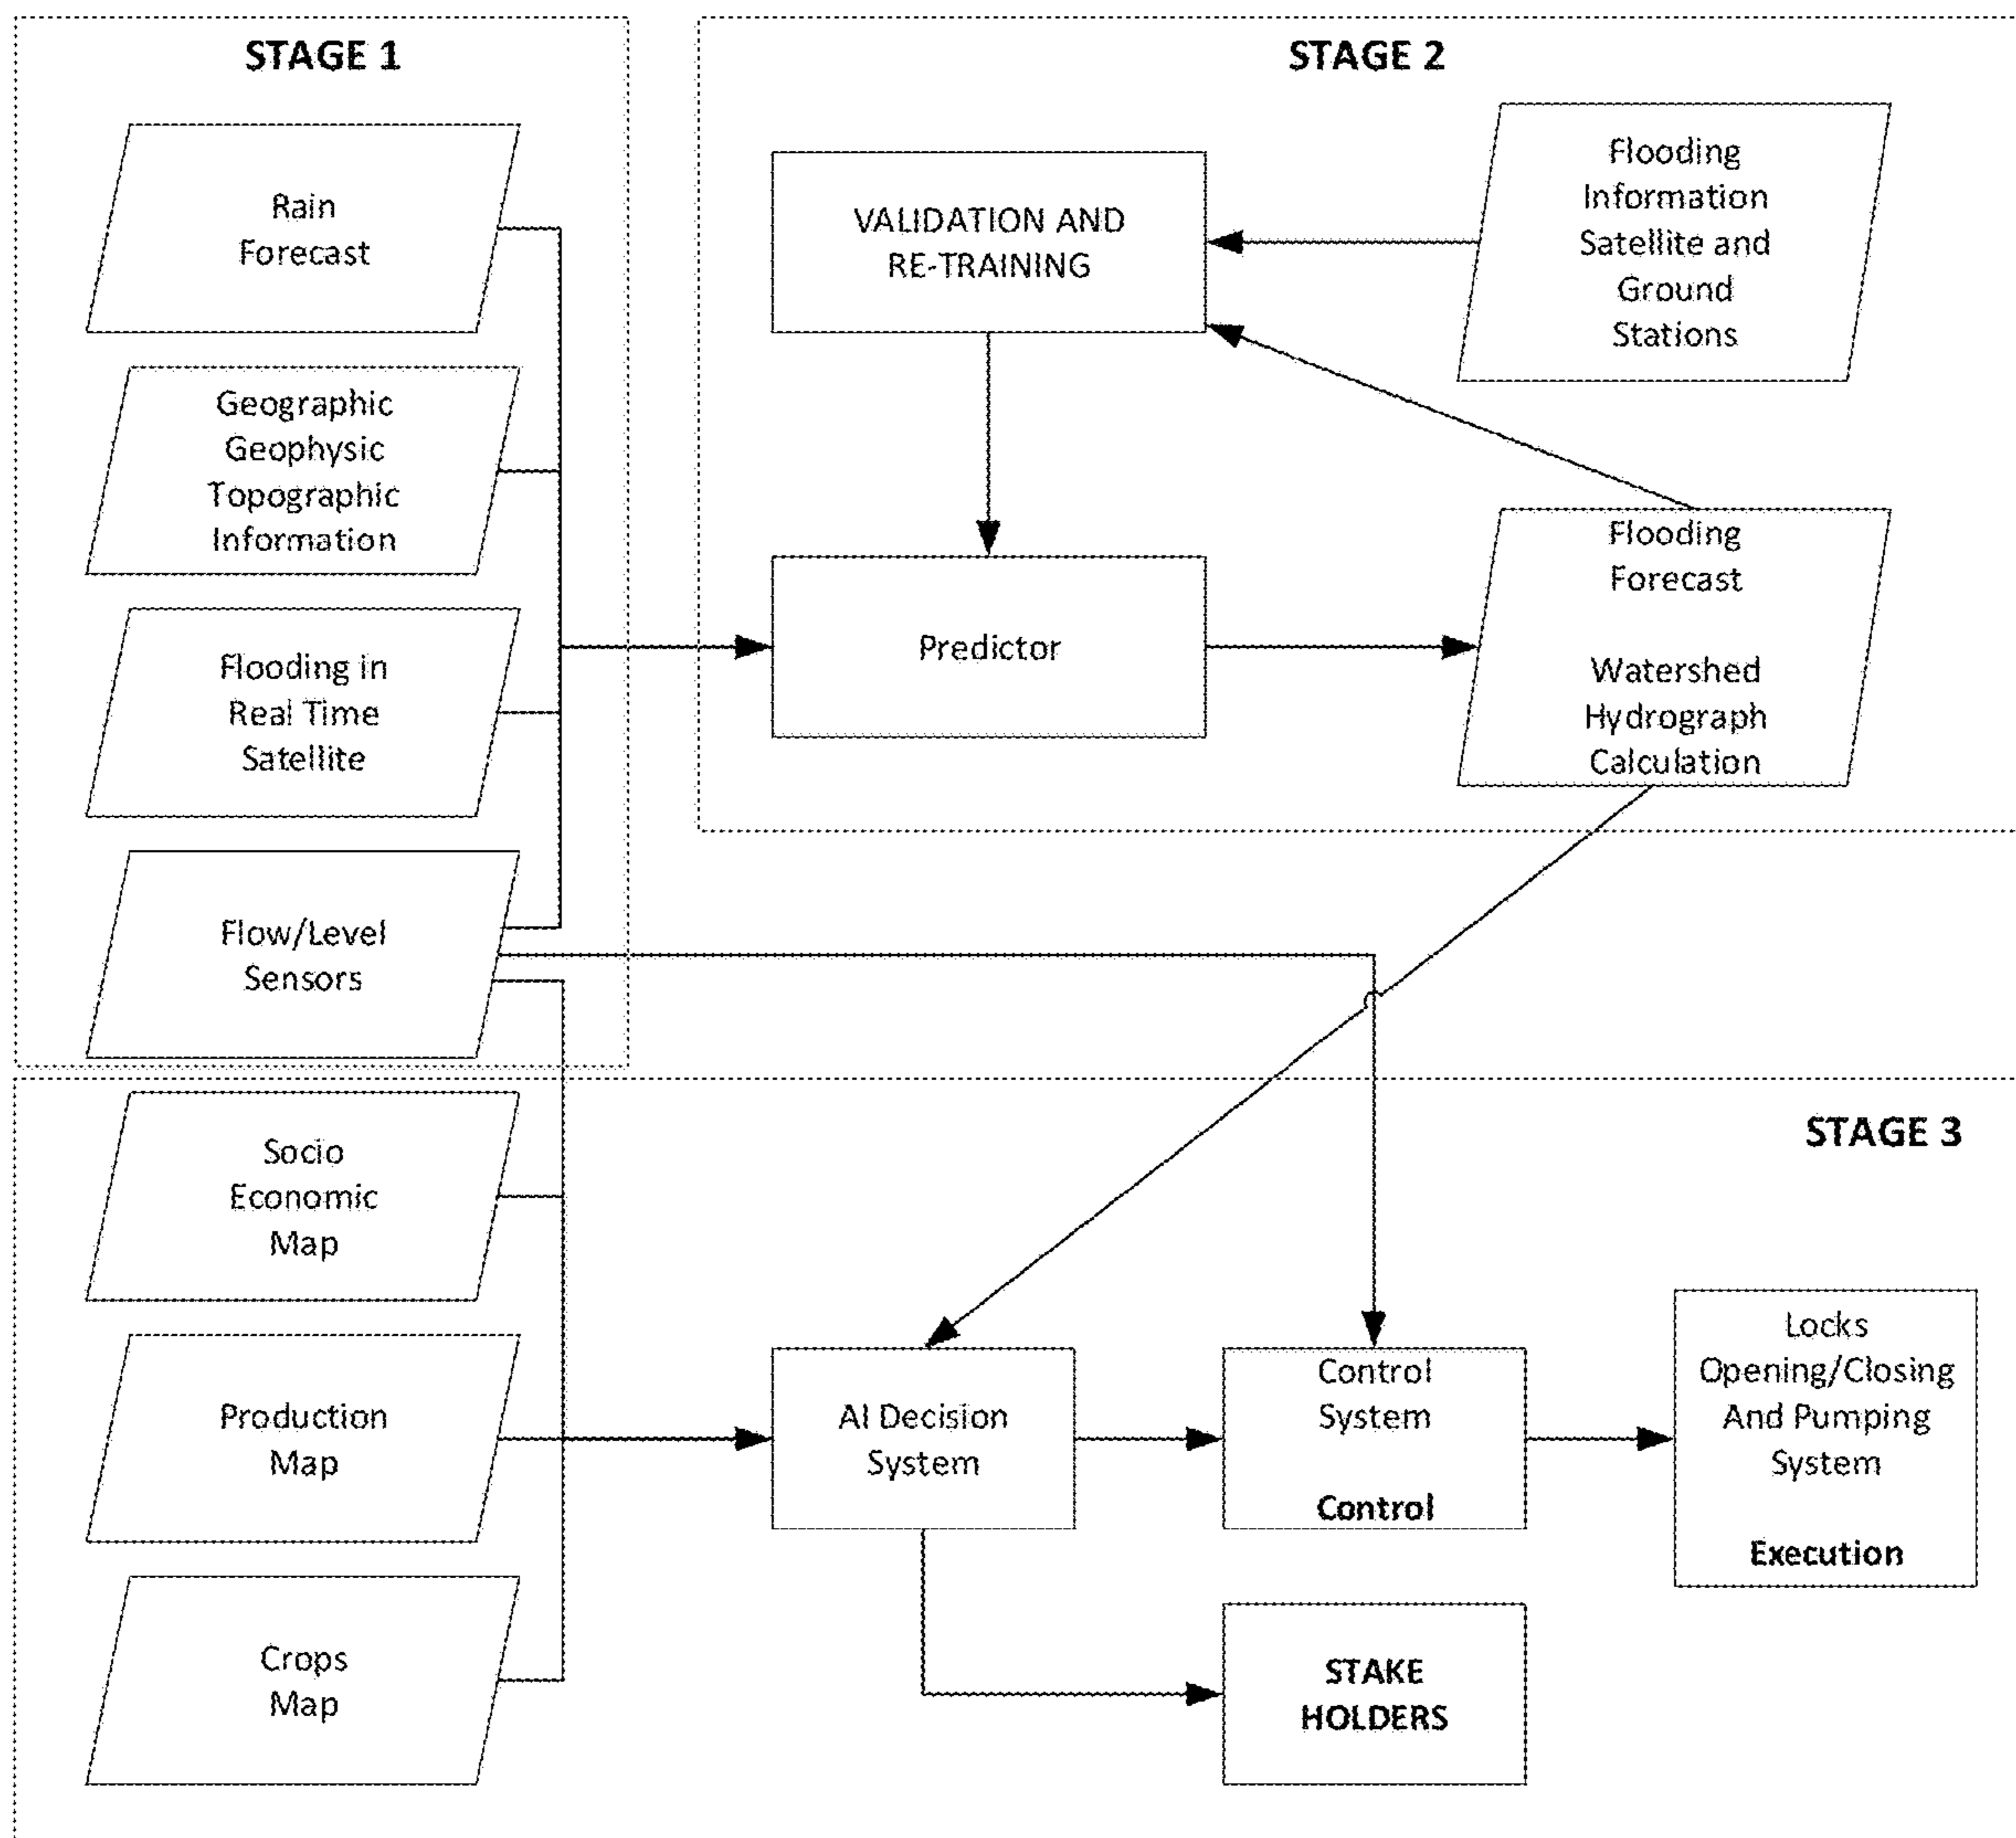 STAGE 1
Rain
Forecast
Geographic
Geophysic
Topographic
Information
Flooding in
Real Time
Satellite
Flow/Level
Sensors
STAGE 2
VALIDATION AND
RE-TRAINING
Flooding
Information
Satellite and
Ground
Stations
Predictor
Flooding
Forecast
Watershed
Hydrograph
Calculation
STAGE 3
Socio
Economic
Map
Production
Map
Crops
Map
AI Decision
System
Control
System
Control
Locks
Opening/Closing
And Pumping
System
Execution
STAKE
HOLDERS